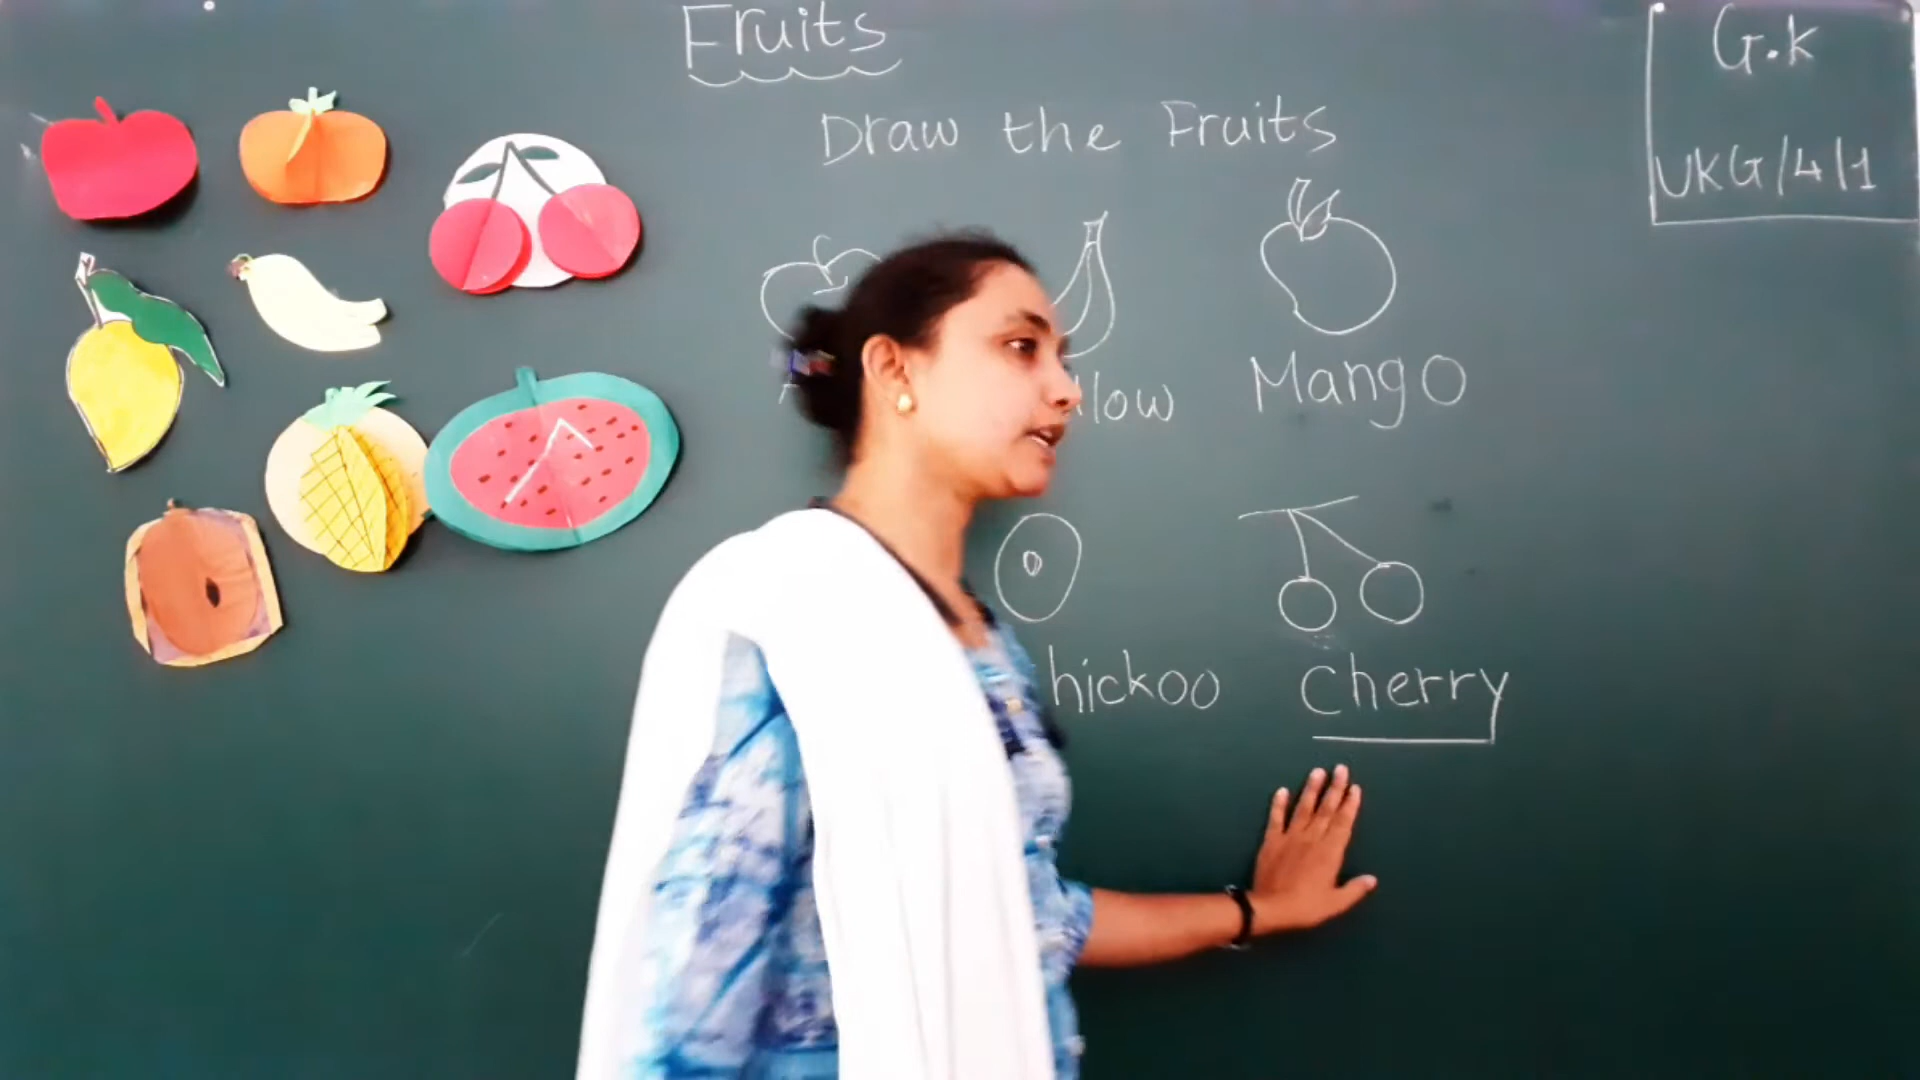 Fruits
Draw the Fruits
G.K
UKG/4/1
Mango
Cherry